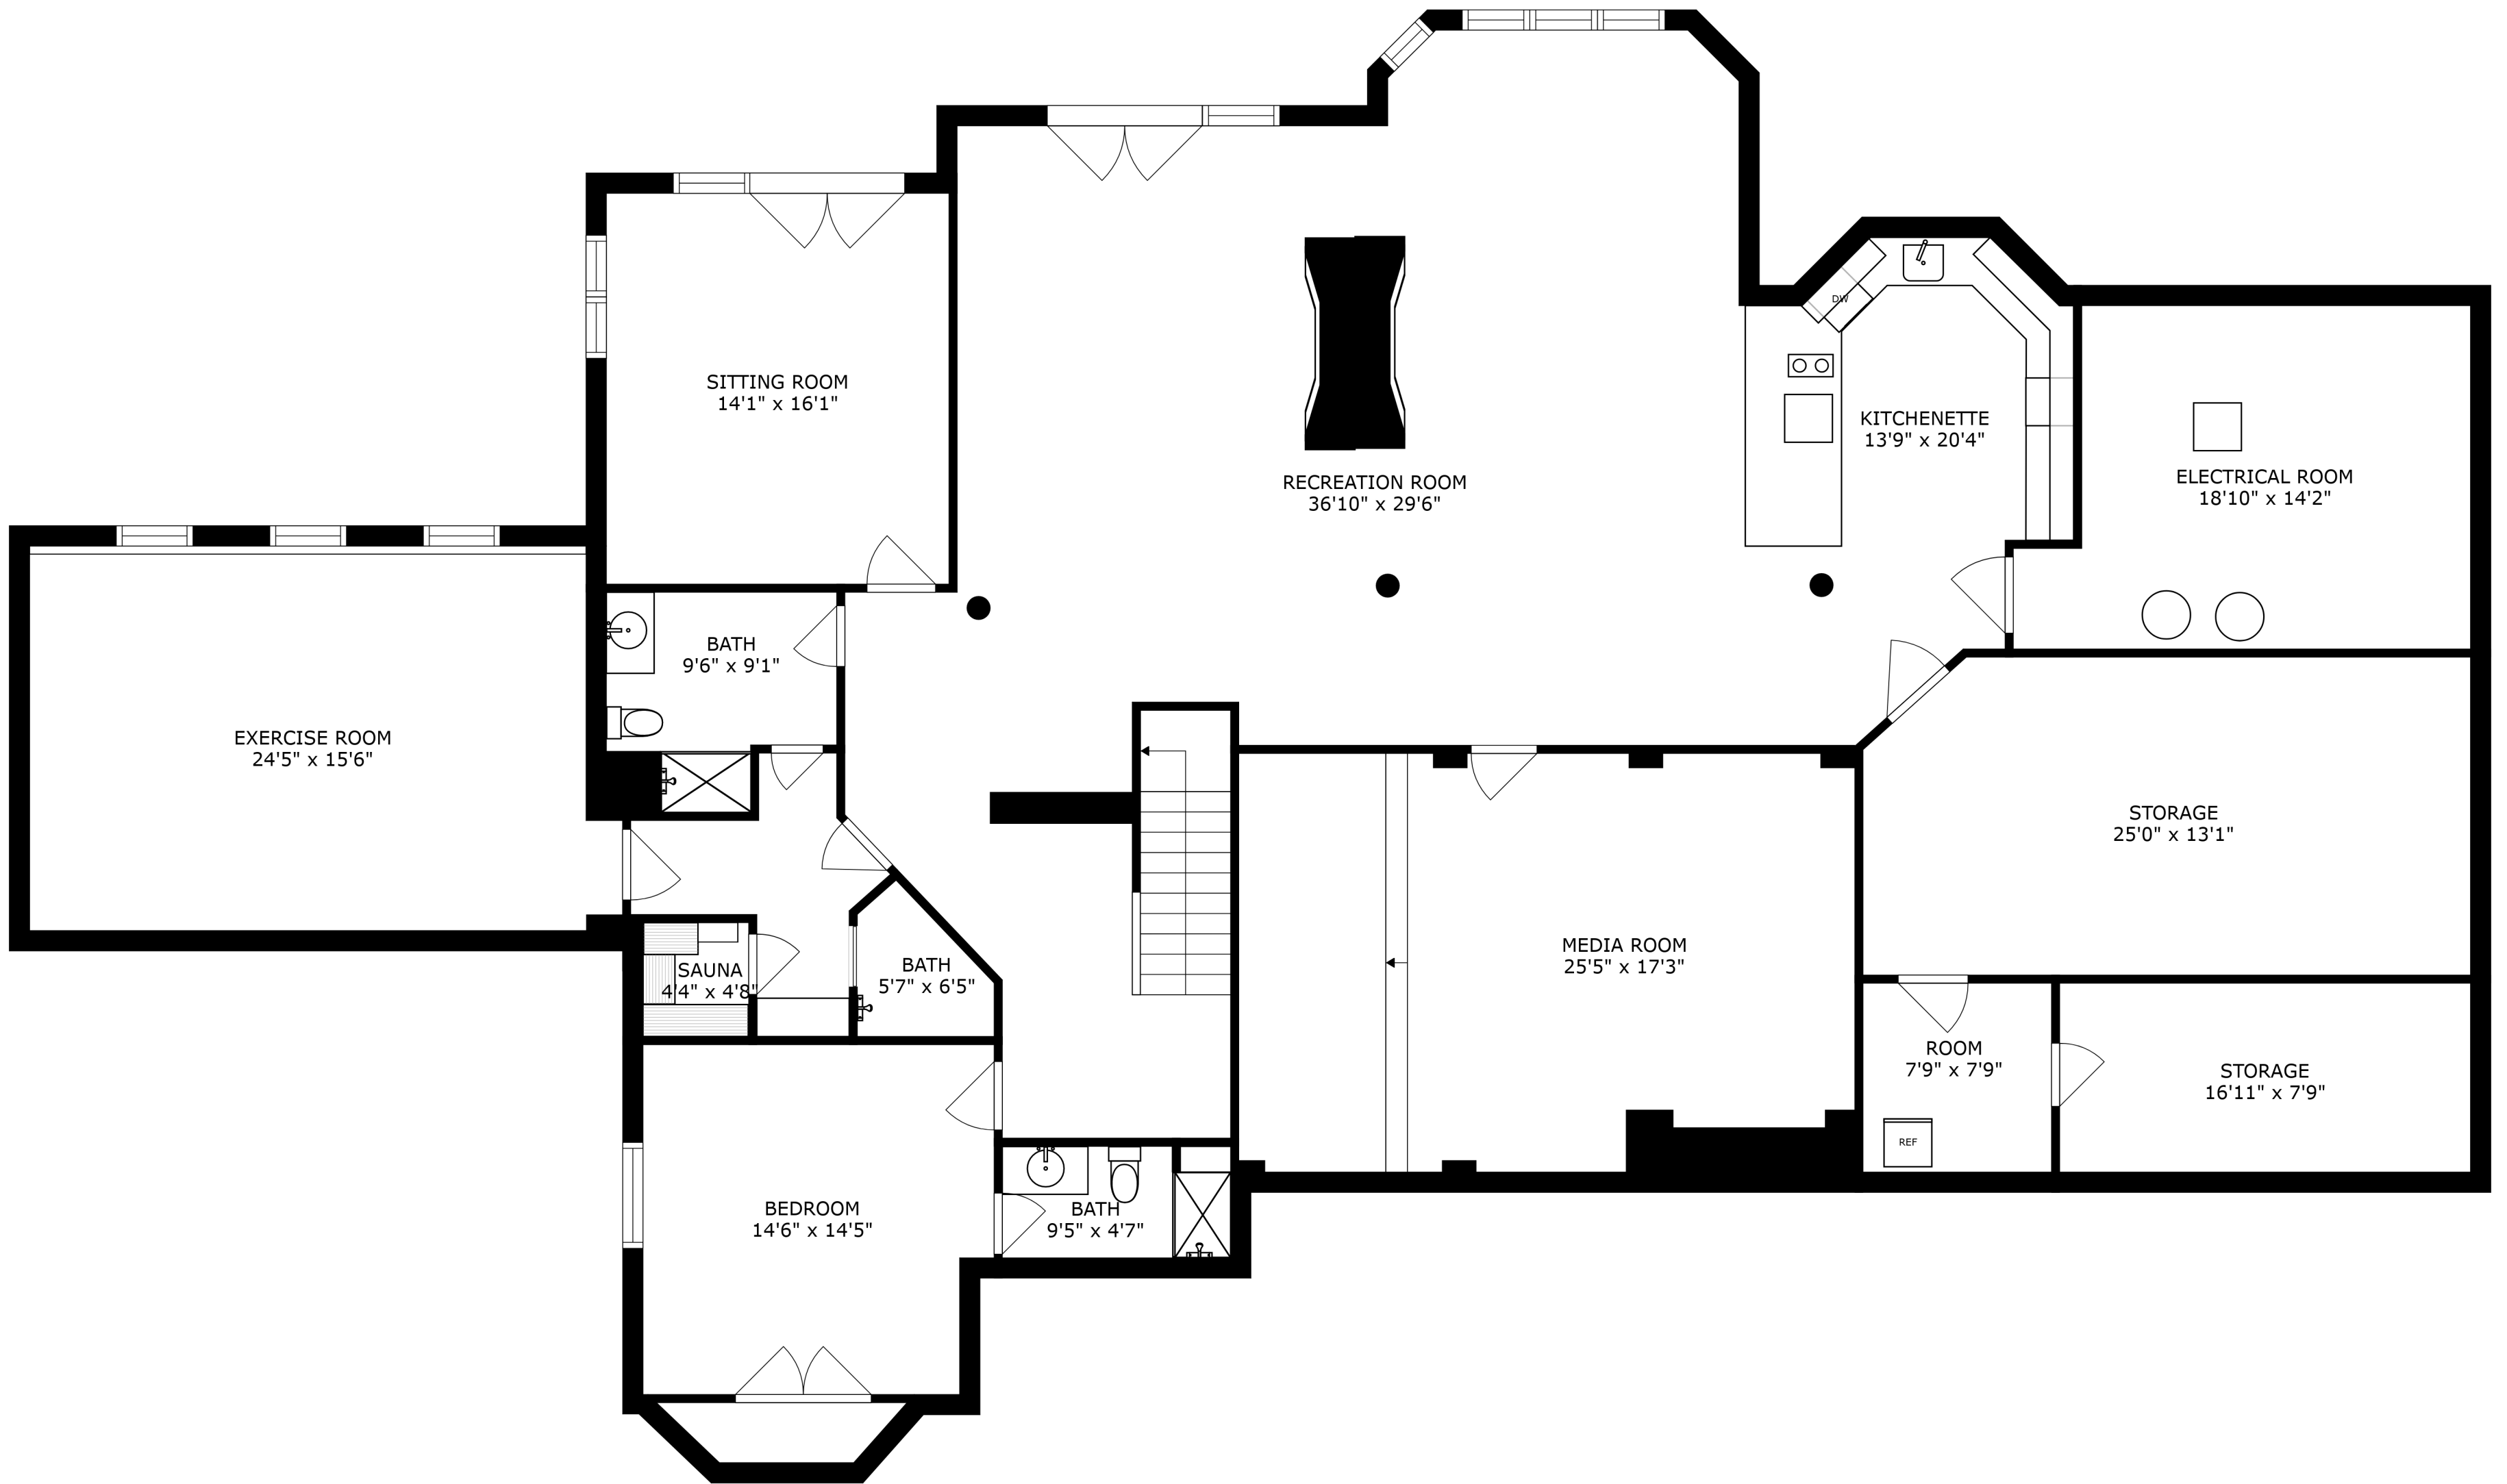 SITTING ROOM
14'1" x 16'1"
DW
KITCHENETTE
13'9" x 20'4"
RECREATION ROOM
36'10" x 29'6"
ELECTRICAL ROOM
18'10" x 14'2"
BATH
9'6" x 9'1"
EXERCISE ROOM
24'5" x 15'6"
STORAGE
25'0" x 13'1"
SAUNA
4'4" x 4'8"
BATH
5'7" x 6'5"
MEDIA ROOM
25'5" x 17'3"
ROOM
7'9" x 7'9"
REF
STORAGE
16'11" x 7'9"
BEDROOM
14'6" x 14'5"
BATH
9'5" x 4'7"